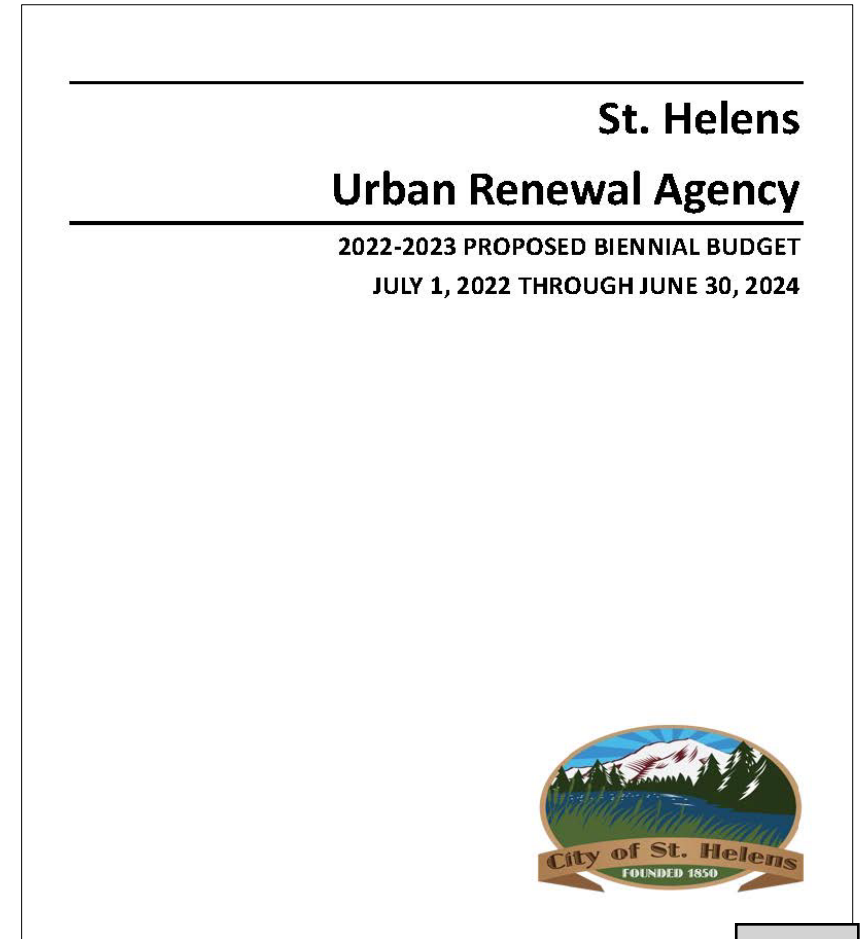 St. Helens
Urban Renewal Agency
2022-2023 PROPOSED BIENNIAL BUDGET
JULY 1, 2022 THROUGH JUNE 30, 2024
City of St. Helens
FOUNDED 1850